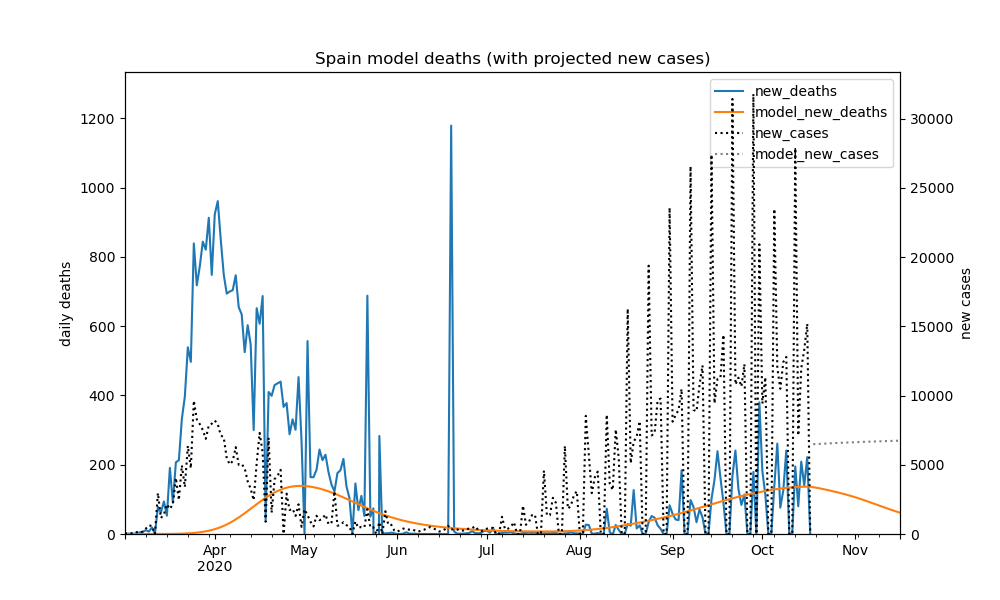 Spain model deaths (with projected new cases)
new_deaths
model_new_deaths
new_cases
model_new_cases
daily deaths
new cases
1200
1000
800
600
400
200
0
30000
25000
20000
15000
10000
5000
0
Apr
2020
May
Jun
Jul
Aug
Sep
Oct
Nov